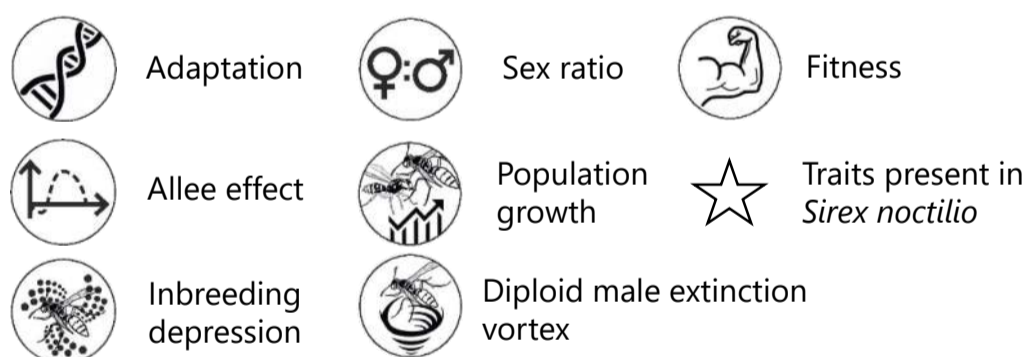 Adaptation
Sex ratio
Fitness
Allee effect
Population
growth
Traits present in
Sirex noctilio
Inbreeding
depression
Diploid male extinction
vortex